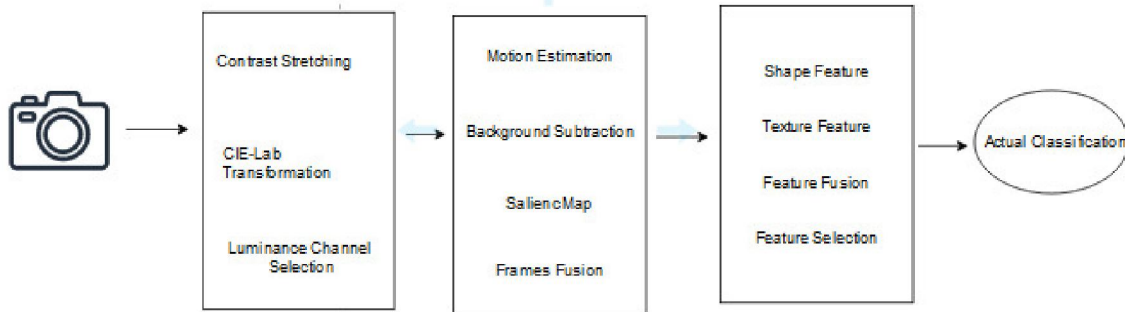 Contrast Stretching
CIE-Lab
Transformation
Luminance Channel
Selection
Motion Estimation
Background Subtraction
SaliencMap
Frames Fusion
Shape Feature
Texture Feature
Feature Fusion
Feature Selection
Actual Classification